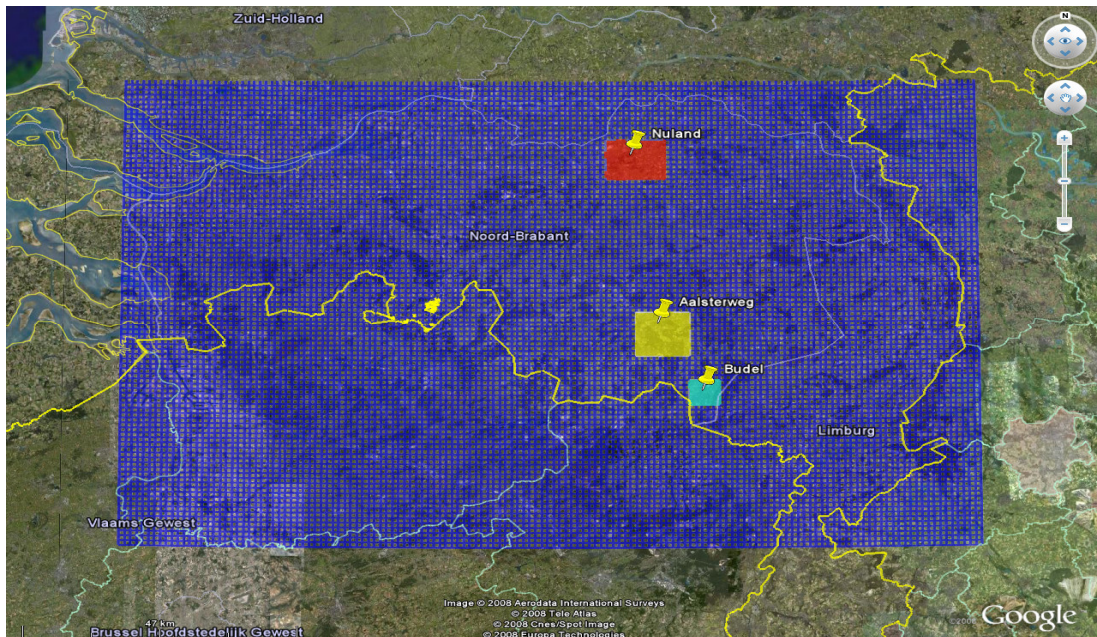 Zuid-Holland
N
Nuland
Noord-Brabant
Aalsterweg
Budel
Limburg
Vlaams Gewest
Image © 2008 Aerodata International Surveys
© 2008 Tele Atlas
© 2008 Cnes/Spot Image
© 2008 Europa Technologies
©2008 Google
47 km
Brussel Hoofdstedelijk Gewest